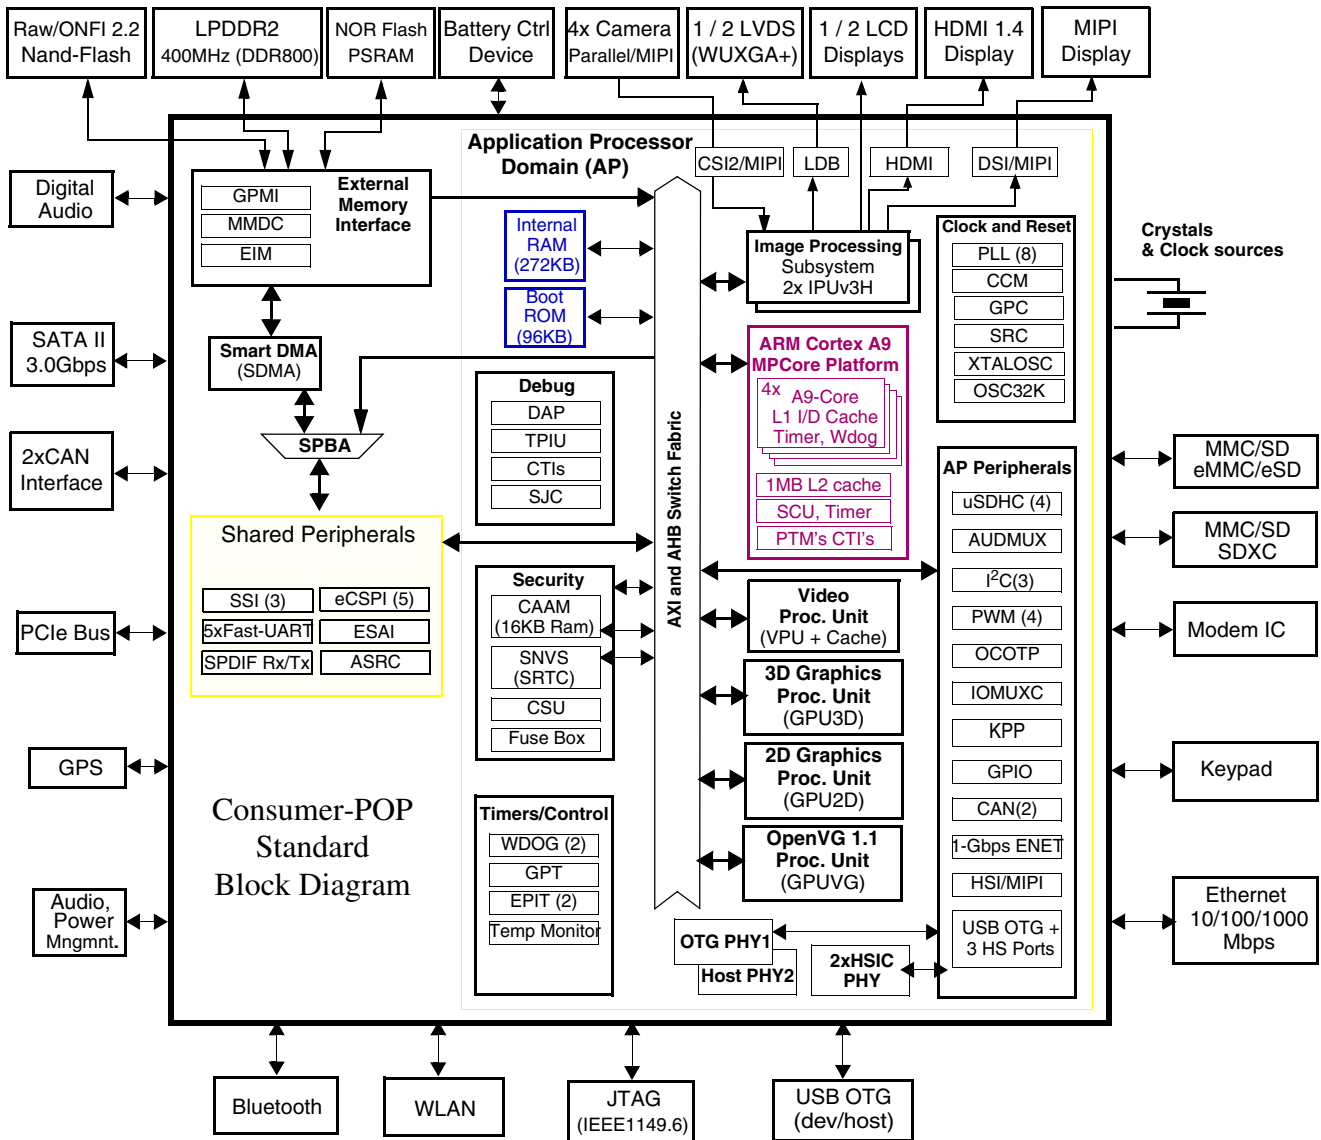 Raw/ONFI 2.2
Nand-Flash
LPDDR2
400MHz (DDR800)
NOR Flash
PSRAM
Battery Ctrl
Device
4x Camera
Parallel/MIPI
1 / 2 LVDS
(WUXGA+)
1 / 2 LCD
Displays
HDMI 1.4
Display
MIPI
Display
Application Processor
Domain (AP)
CSI2/MIPI
LDB
HDMI
DSI/MIPI
Digital
Audio
SATA II
3.0Gbps
2xCAN
Interface
PCIe Bus
GPS
Audio,
Power
Mngmnt.
External
Memory
Interface
GPMI
MMDC
EIM
Smart DMA
(SDMA)
SPBA
Shared Peripherals
SSI (3)
eCSPI (5)
5xFast-UART
ESAI
SPDIF Rx/Tx
ASRC
Consumer-POP
Standard
Block Diagram
Internal
RAM
(272KB)
Boot
ROM
(96KB)
Debug
DAP
TPIU
CTIs
SJC
Security
CAAM
(16KB Ram)
SNVS
(SRTC)
CSU
Fuse Box
Timers/Control
WDOG (2)
GPT
EPIT (2)
Temp Monitor
AXI and AHB Switch Fabric
Image Processing
Subsystem
2x IPUv3H
ARM Cortex A9
MPCore Platform
4x
A9-Core
L1 I/D Cache
Timer, Wdog
1MB L2 cache
SCU, Timer
PTM's CTI's
Video
Proc. Unit
(VPU + Cache)
3D Graphics
Proc. Unit
(GPU3D)
2D Graphics
Proc. Unit
(GPU2D)
OpenVG 1.1
Proc. Unit
(GPUVG)
OTG PHY1
Host PHY2
2xHSIC
PHY
Clock and Reset
PLL (8)
CCM
GPC
SRC
XTALOSC
OSC32K
AP Peripherals
uSDHC (4)
AUDMUX
I²C(3)
PWM (4)
OCOTP
IOMUXC
KPP
GPIO
CAN(2)
1-Gbps ENET
HSI/MIPI
USB OTG +
3 HS Ports
Crystals
& Clock sources
MMC/SD
eMMC/eSD
MMC/SD
SDXC
Modem IC
Keypad
Ethernet
10/100/1000
Mbps
Bluetooth
WLAN
JTAG
(IEEE1149.6)
USB OTG
(dev/host)